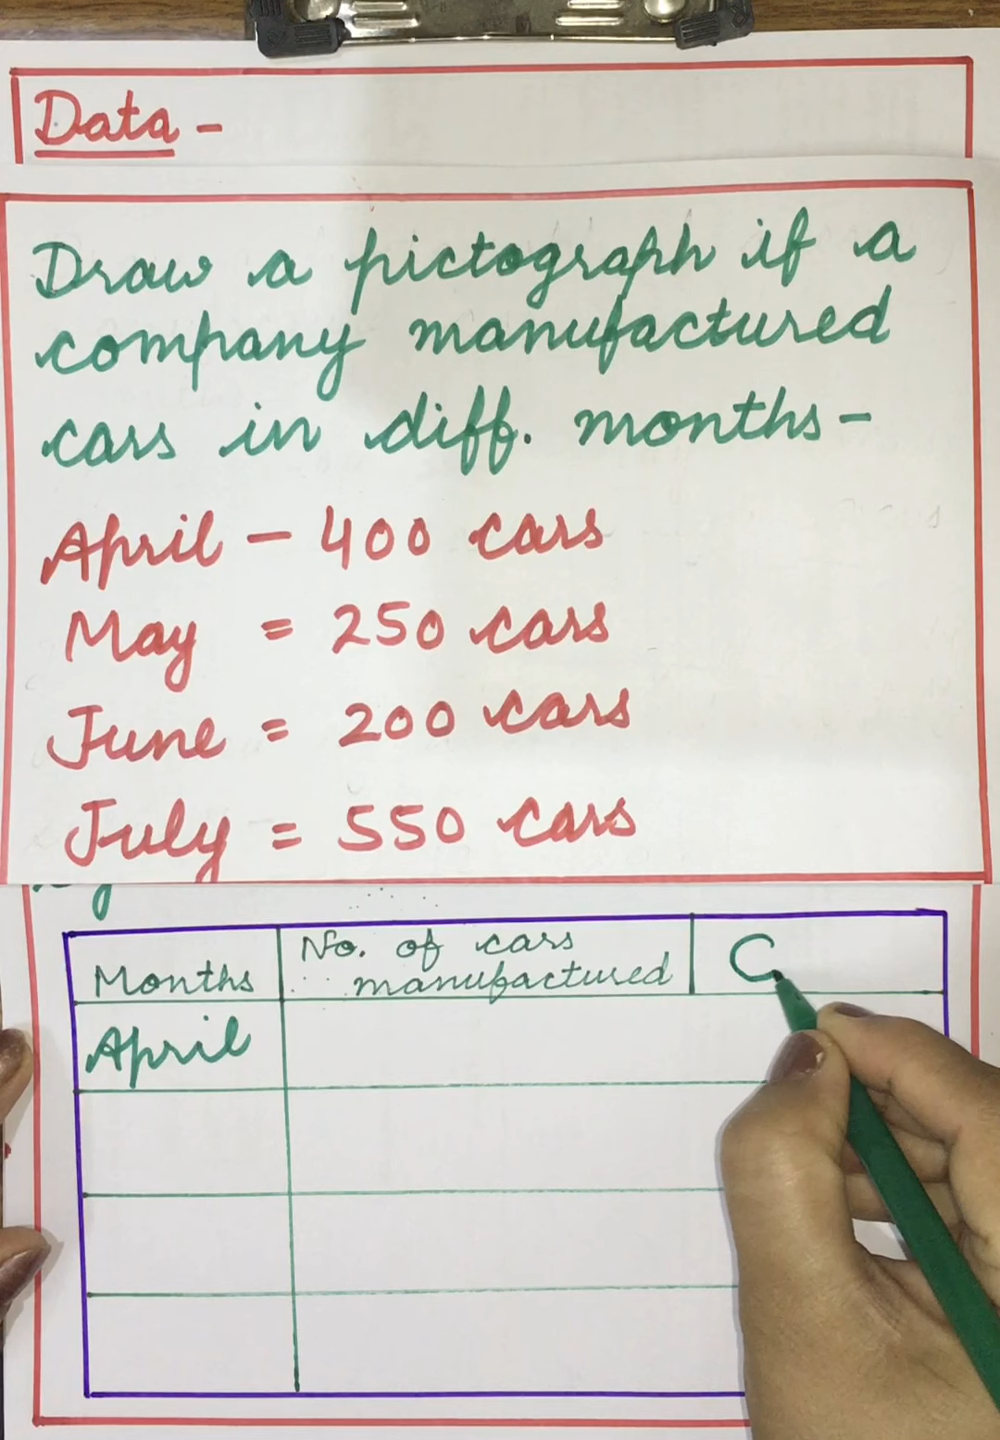 Data -
Draw a pictograph if a
company manufactured
cars in diff. months -
April - 400 cars
May = 250 cars
June = 200 cars
July = 550 cars
Months
No. of cars
manufactured
C
April